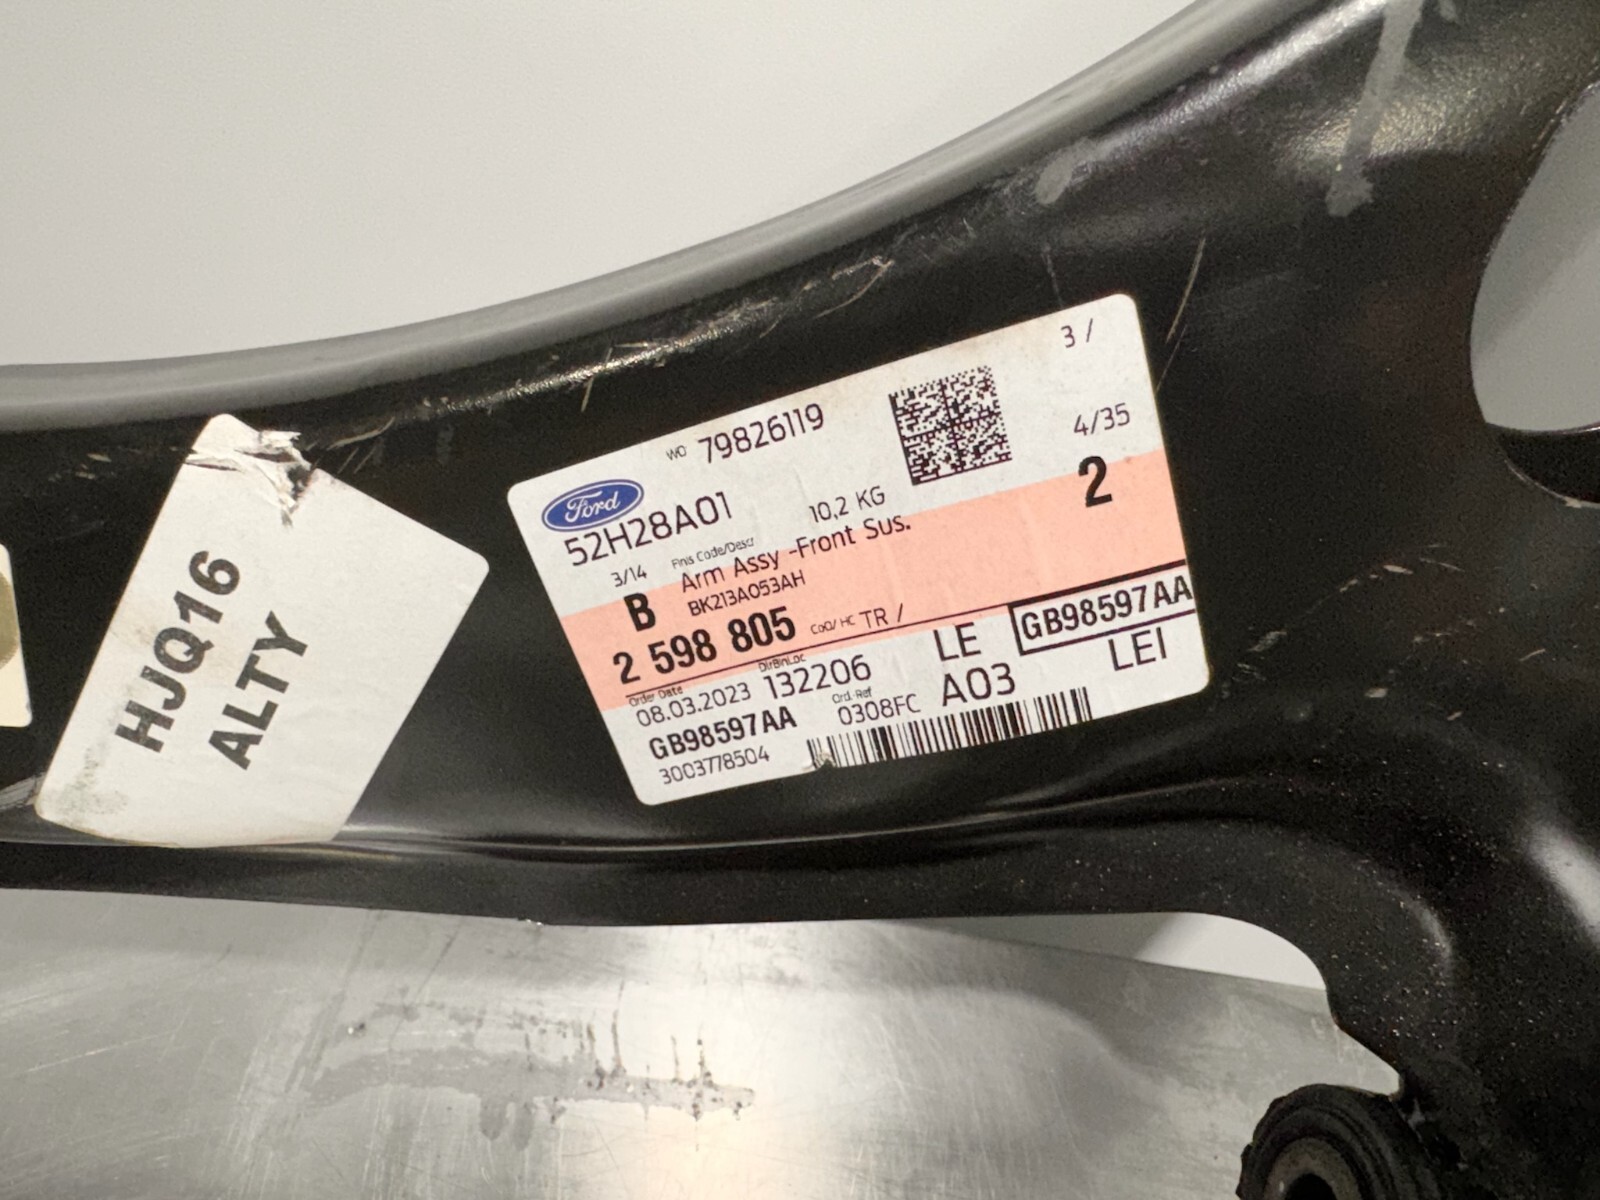 HJQ16
ALTY
3 /
WO 79826119
4/35
Ford
52H28A01
10,2 KG
2
3/14
Finis Code/Descr
Arm Assy -Front Sus.
B
BK213A053AH
2 598 805
CoO/ HC TR /
GB98597AA
LE
LEI
Order Date
DirBinLoc
08.03.2023
132206
Ord.-Ref
A03
GB98597AA
0308FC
3003778504